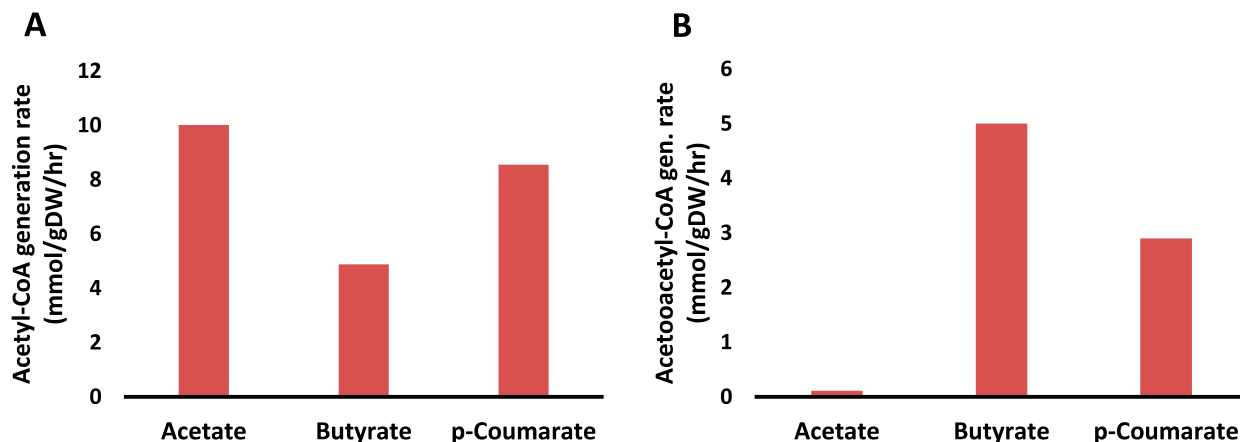 A
Acetyl-CoA generation rate
(mmol/gDW/hr)
12
10
8
6
4
2
0
Acetate Butyrate p-Coumarate
B
Acetooacetyl-CoA gen. rate
(mmol/gDW/hr)
6
5
4
3
2
1
0
Acetate Butyrate p-Coumarate